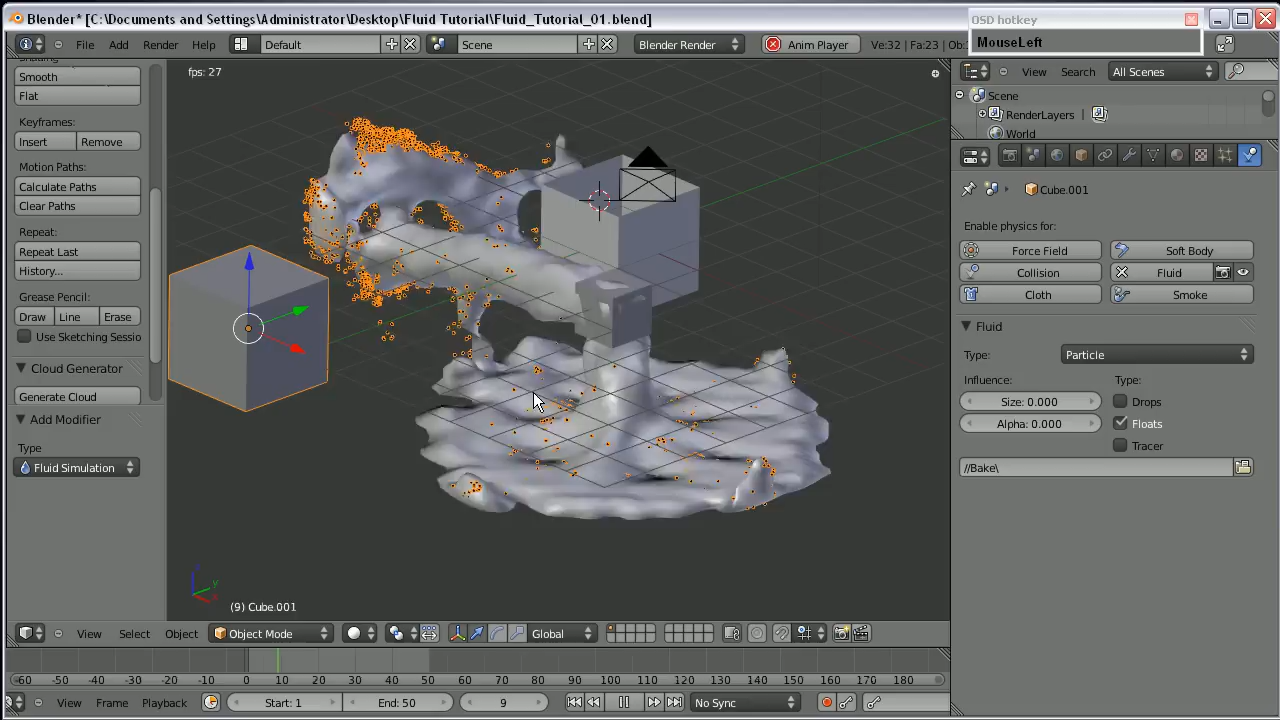 Blender* [C:\Documents and Settings\Administrator\Desktop\Fluid Tutorial\Fluid_Tutorial_01.blend]
OSD hotkey
MouseLeft
File Add Render Help Default Scene Blender Render Anim Player Ve:32 | Fa:23 | Ob:
fps: 27
View Search All Scenes
Scene
RenderLayers |
World
Smooth
Flat
Keyframes:
Insert Remove
Motion Paths:
Calculate Paths
Clear Paths
Repeat:
Repeat Last
History...
Grease Pencil:
Draw Line Erase
Use Sketching Sessio
Cloud Generator
Generate Cloud
Add Modifier
Type
Fluid Simulation
Cube.001
Enable physics for:
Force Field Soft Body
Collision Fluid
Cloth Smoke
Fluid
Type: Particle
Influence: Type:
Size: 0.000 Drops
Alpha: 0.000 Floats
Tracer
//Bake\
z
y
x
(9) Cube.001
View Select Object Object Mode Global
-60 -50 -40 -30 -20 -10 0 10 20 30 40 50 60 70 80 90 100 110 120 130 140 150 160 170 180
View Frame Playback Start: 1 End: 50 9 No Sync